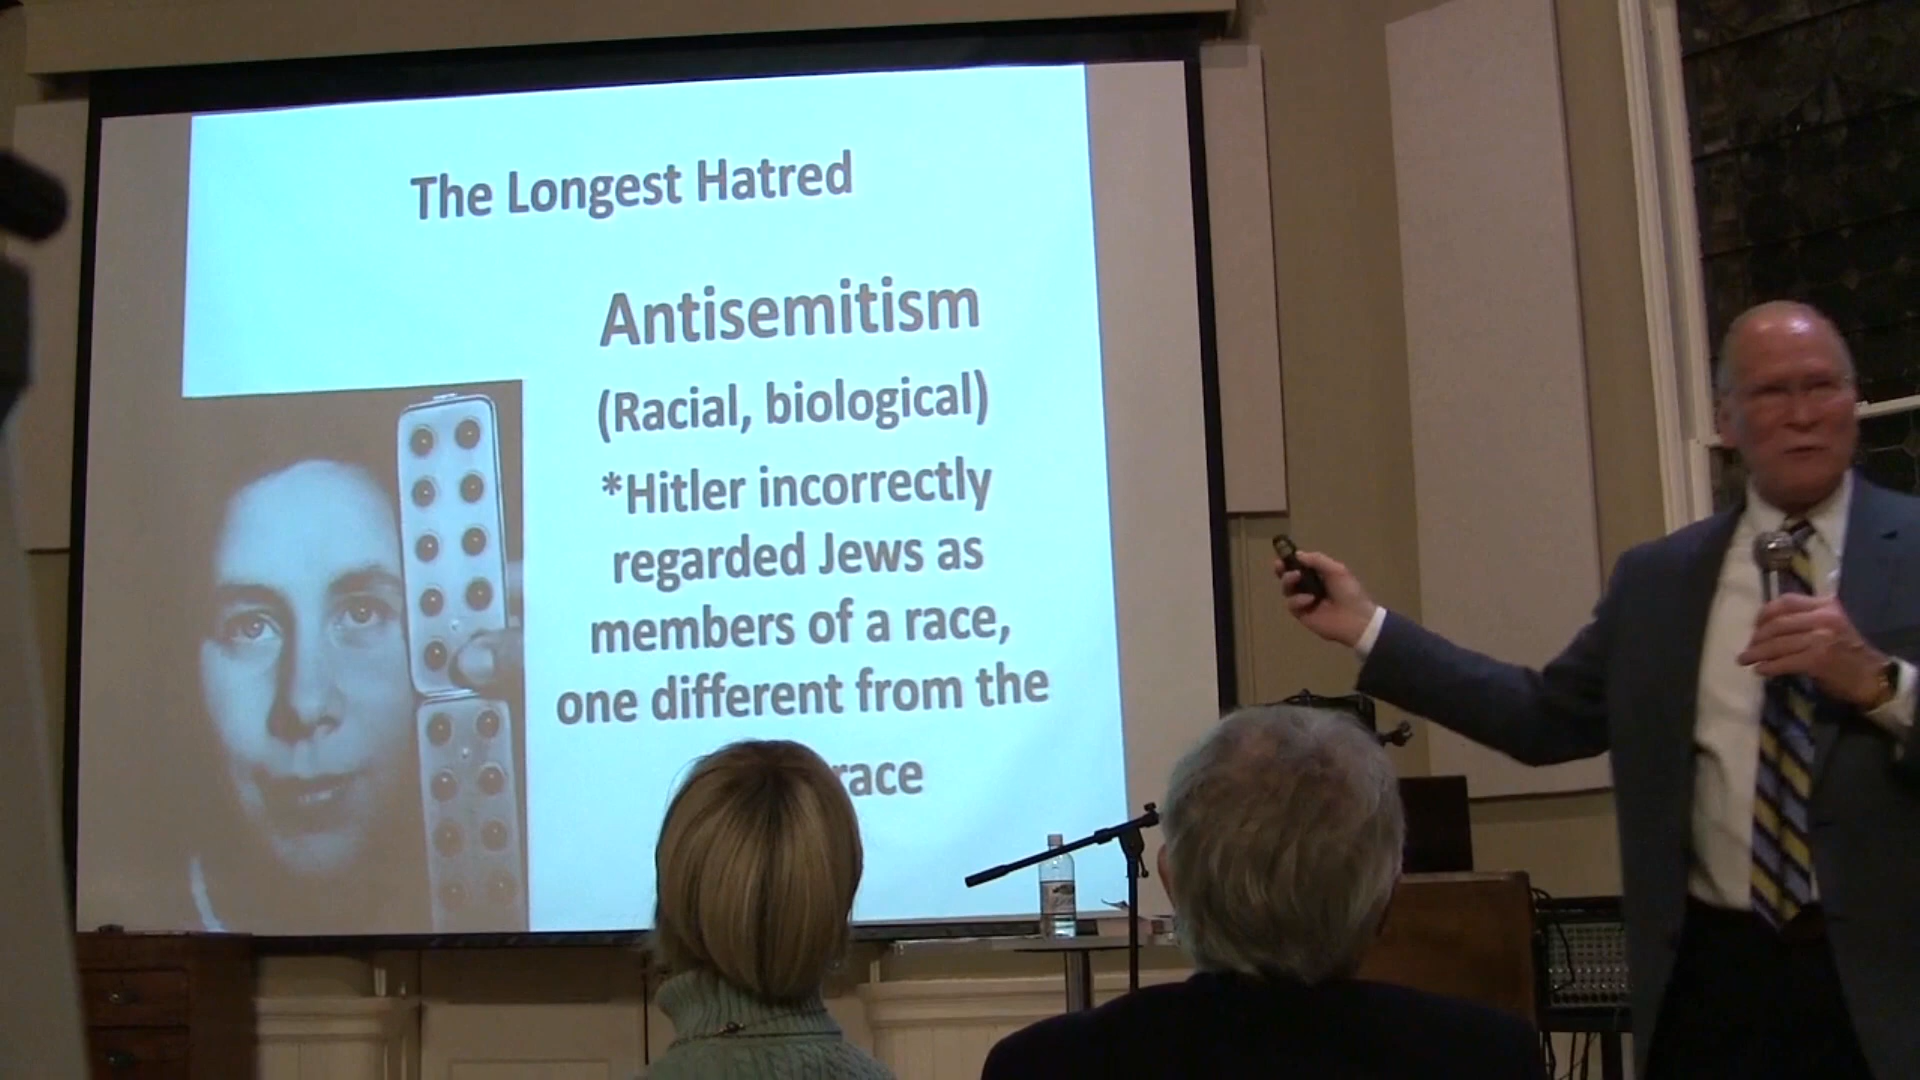 The Longest Hatred
Antisemitism
(Racial, biological)
*Hitler incorrectly
regarded Jews as
members of a race,
one different from the
race